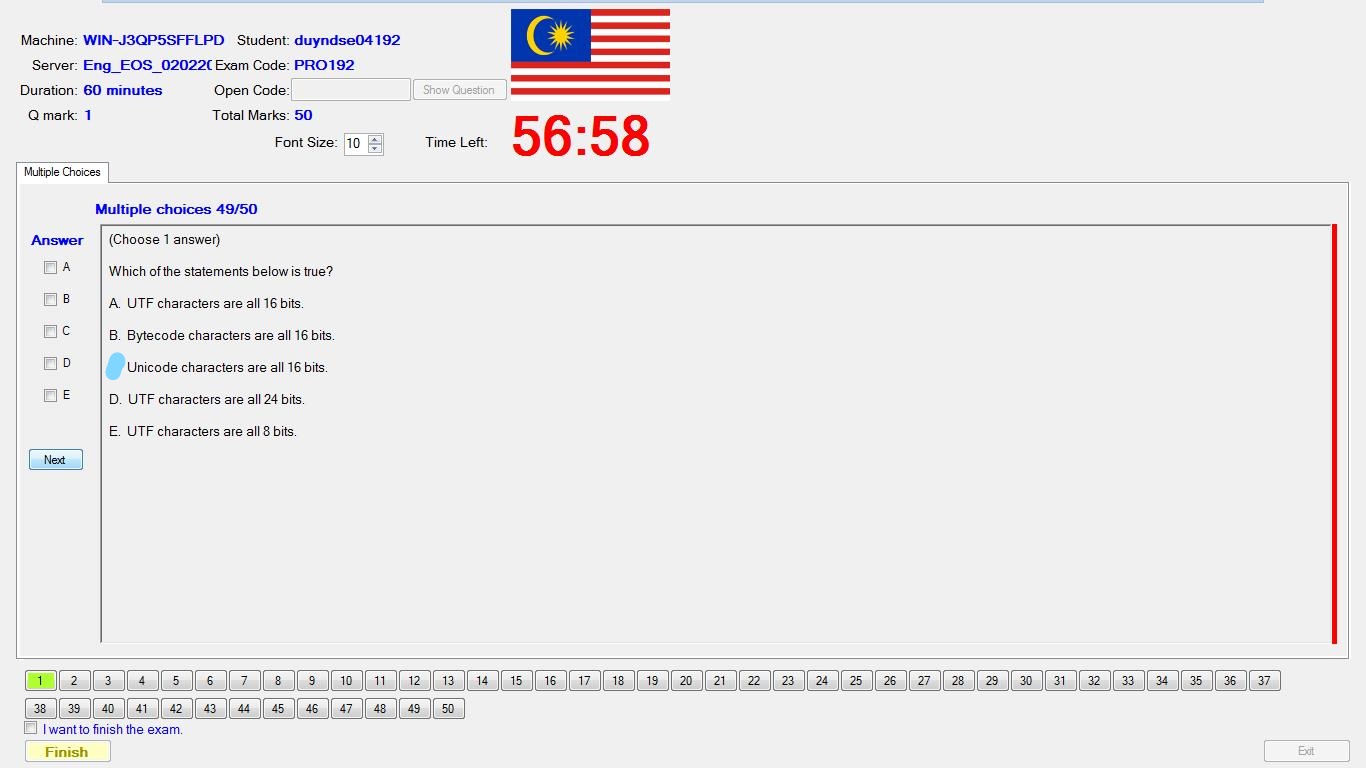 Machine: WIN-J3QP5SFFLPD Student: duyndse04192
Server: Eng_EOS_020220 Exam Code: PRO192
Duration: 60 minutes Open Code: Show Question
Q mark: 1 Total Marks: 50
Font Size: 10 Time Left: 56:58
Multiple Choices
Multiple choices 49/50
Answer
(Choose 1 answer)
A
Which of the statements below is true?
B
A. UTF characters are all 16 bits.
C
B. Bytecode characters are all 16 bits.
D
Unicode characters are all 16 bits.
E
D. UTF characters are all 24 bits.
E. UTF characters are all 8 bits.
Next
1 2 3 4 5 6 7 8 9 10 11 12 13 14 15 16 17 18 19 20 21 22 23 24 25 26 27 28 29 30 31 32 33 34 35 36 37
38 39 40 41 42 43 44 45 46 47 48 49 50
I want to finish the exam.
Finish Exit